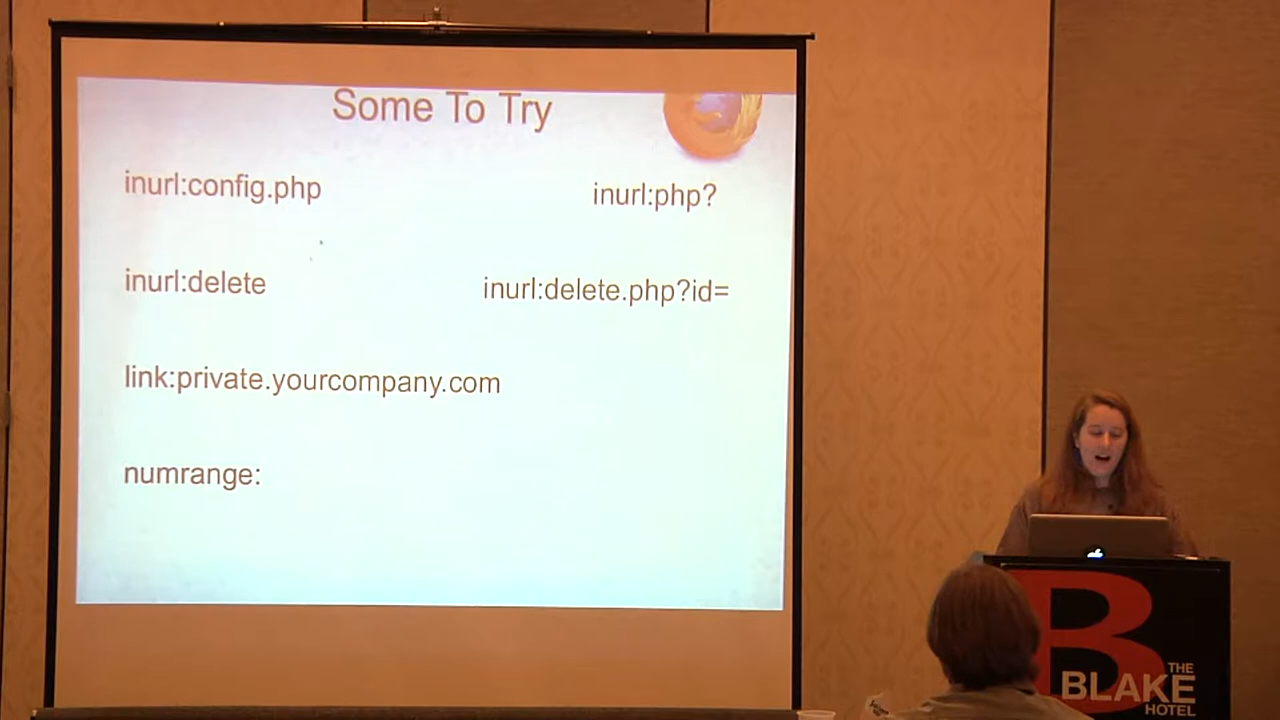 Some To Try
inurl:config.php
inurl:php?
inurl:delete
inurl:delete.php?id=
link:private.yourcompany.com
numrange:
B
THE
BLAKE
HOTEL